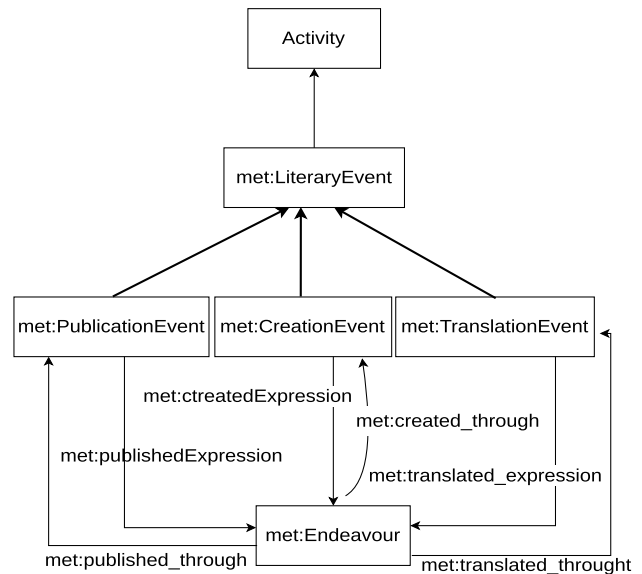 Activity
met:LiteraryEvent
met:PublicationEvent
met:CreationEvent
met:TranslationEvent
met:ctreatedExpression
met:created_through
met:publishedExpression
met:translated_expression
met:Endeavour
met:published_through
met:translated_throught